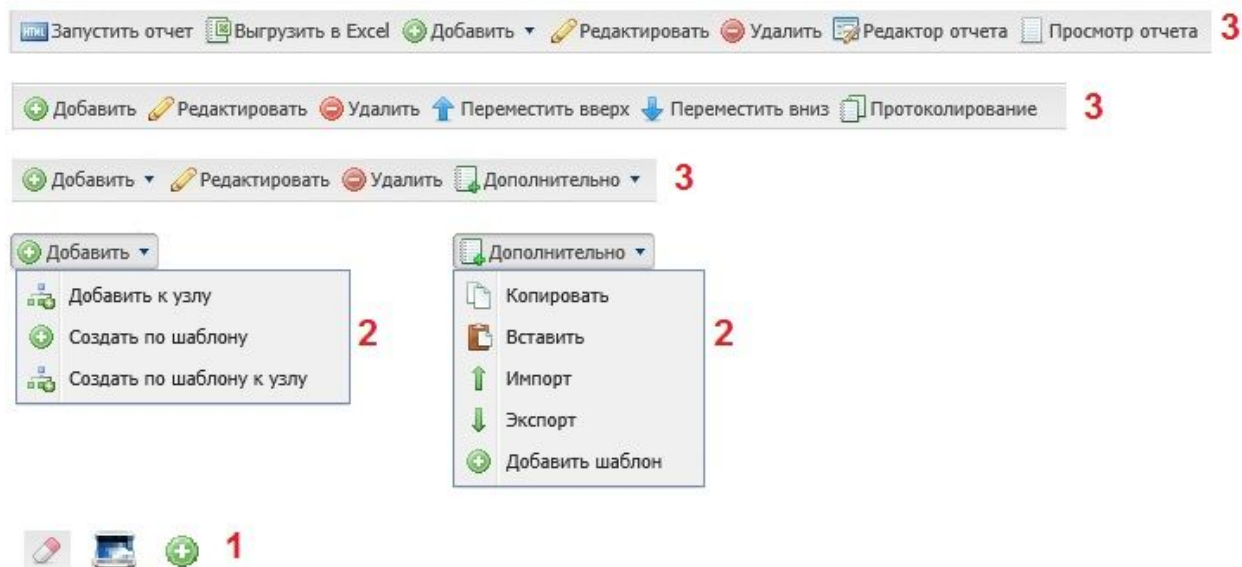 HTML Запустить отчет Выгрузить в Excel Добавить Редактировать Удалить Редактор отчета Просмотр отчета 3
Добавить Редактировать Удалить Переместить вверх Переместить вниз Протоколирование 3
Добавить Редактировать Удалить Дополнительно 3
Добавить
Добавить к узлу
Создать по шаблону
Создать по шаблону к узлу
2
Дополнительно
Копировать
Вставить
Импорт
Экспорт
Добавить шаблон
2
1